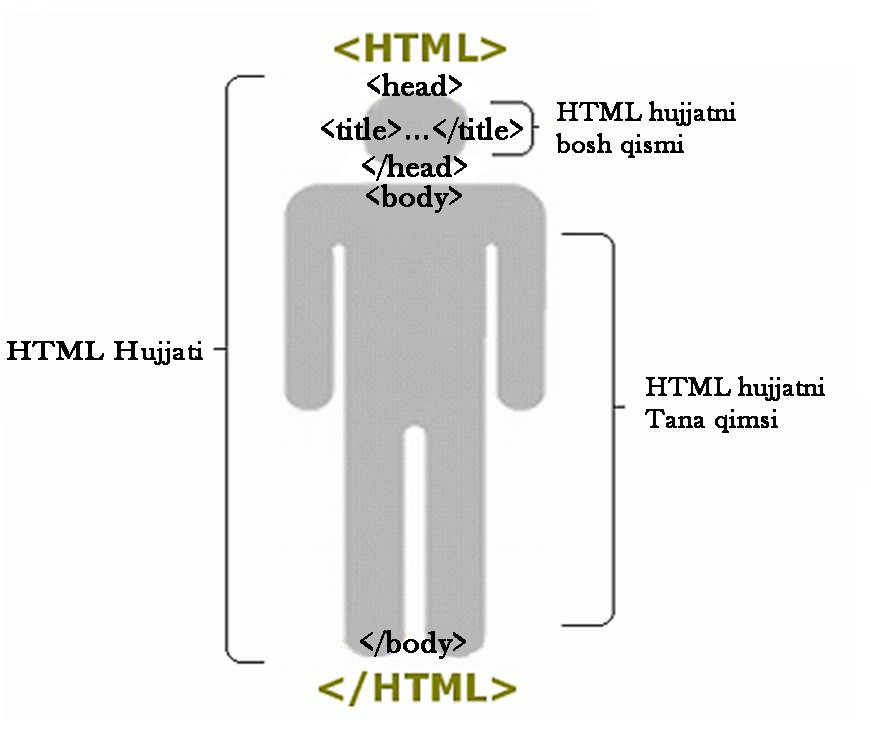 <HTML>
<head>
<title>...</title>
</head>
<body>
HTML hujjatni
bosh qismi
HTML Hujjati
HTML hujjatni
Tana qimsi
</body>
</HTML>